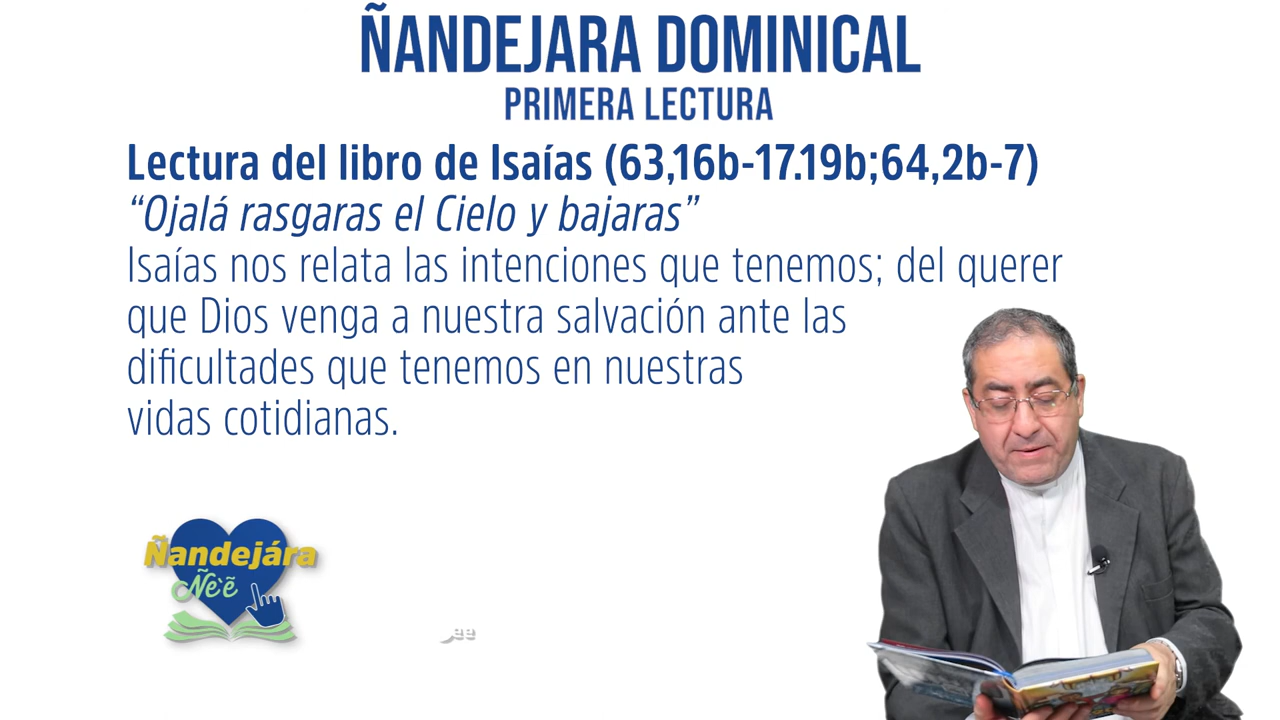 ÑANDEJARA DOMINICAL
PRIMERA LECTURA
Lectura del libro de Isaías (63,16b-17.19b;64,2b-7)
“Ojalá rasgaras el Cielo y bajaras”
Isaías nos relata las intenciones que tenemos; del querer
que Dios venga a nuestra salvación ante las
dificultades que tenemos en nuestras
vidas cotidianas.
Ñandejára
Ñe'ẽ